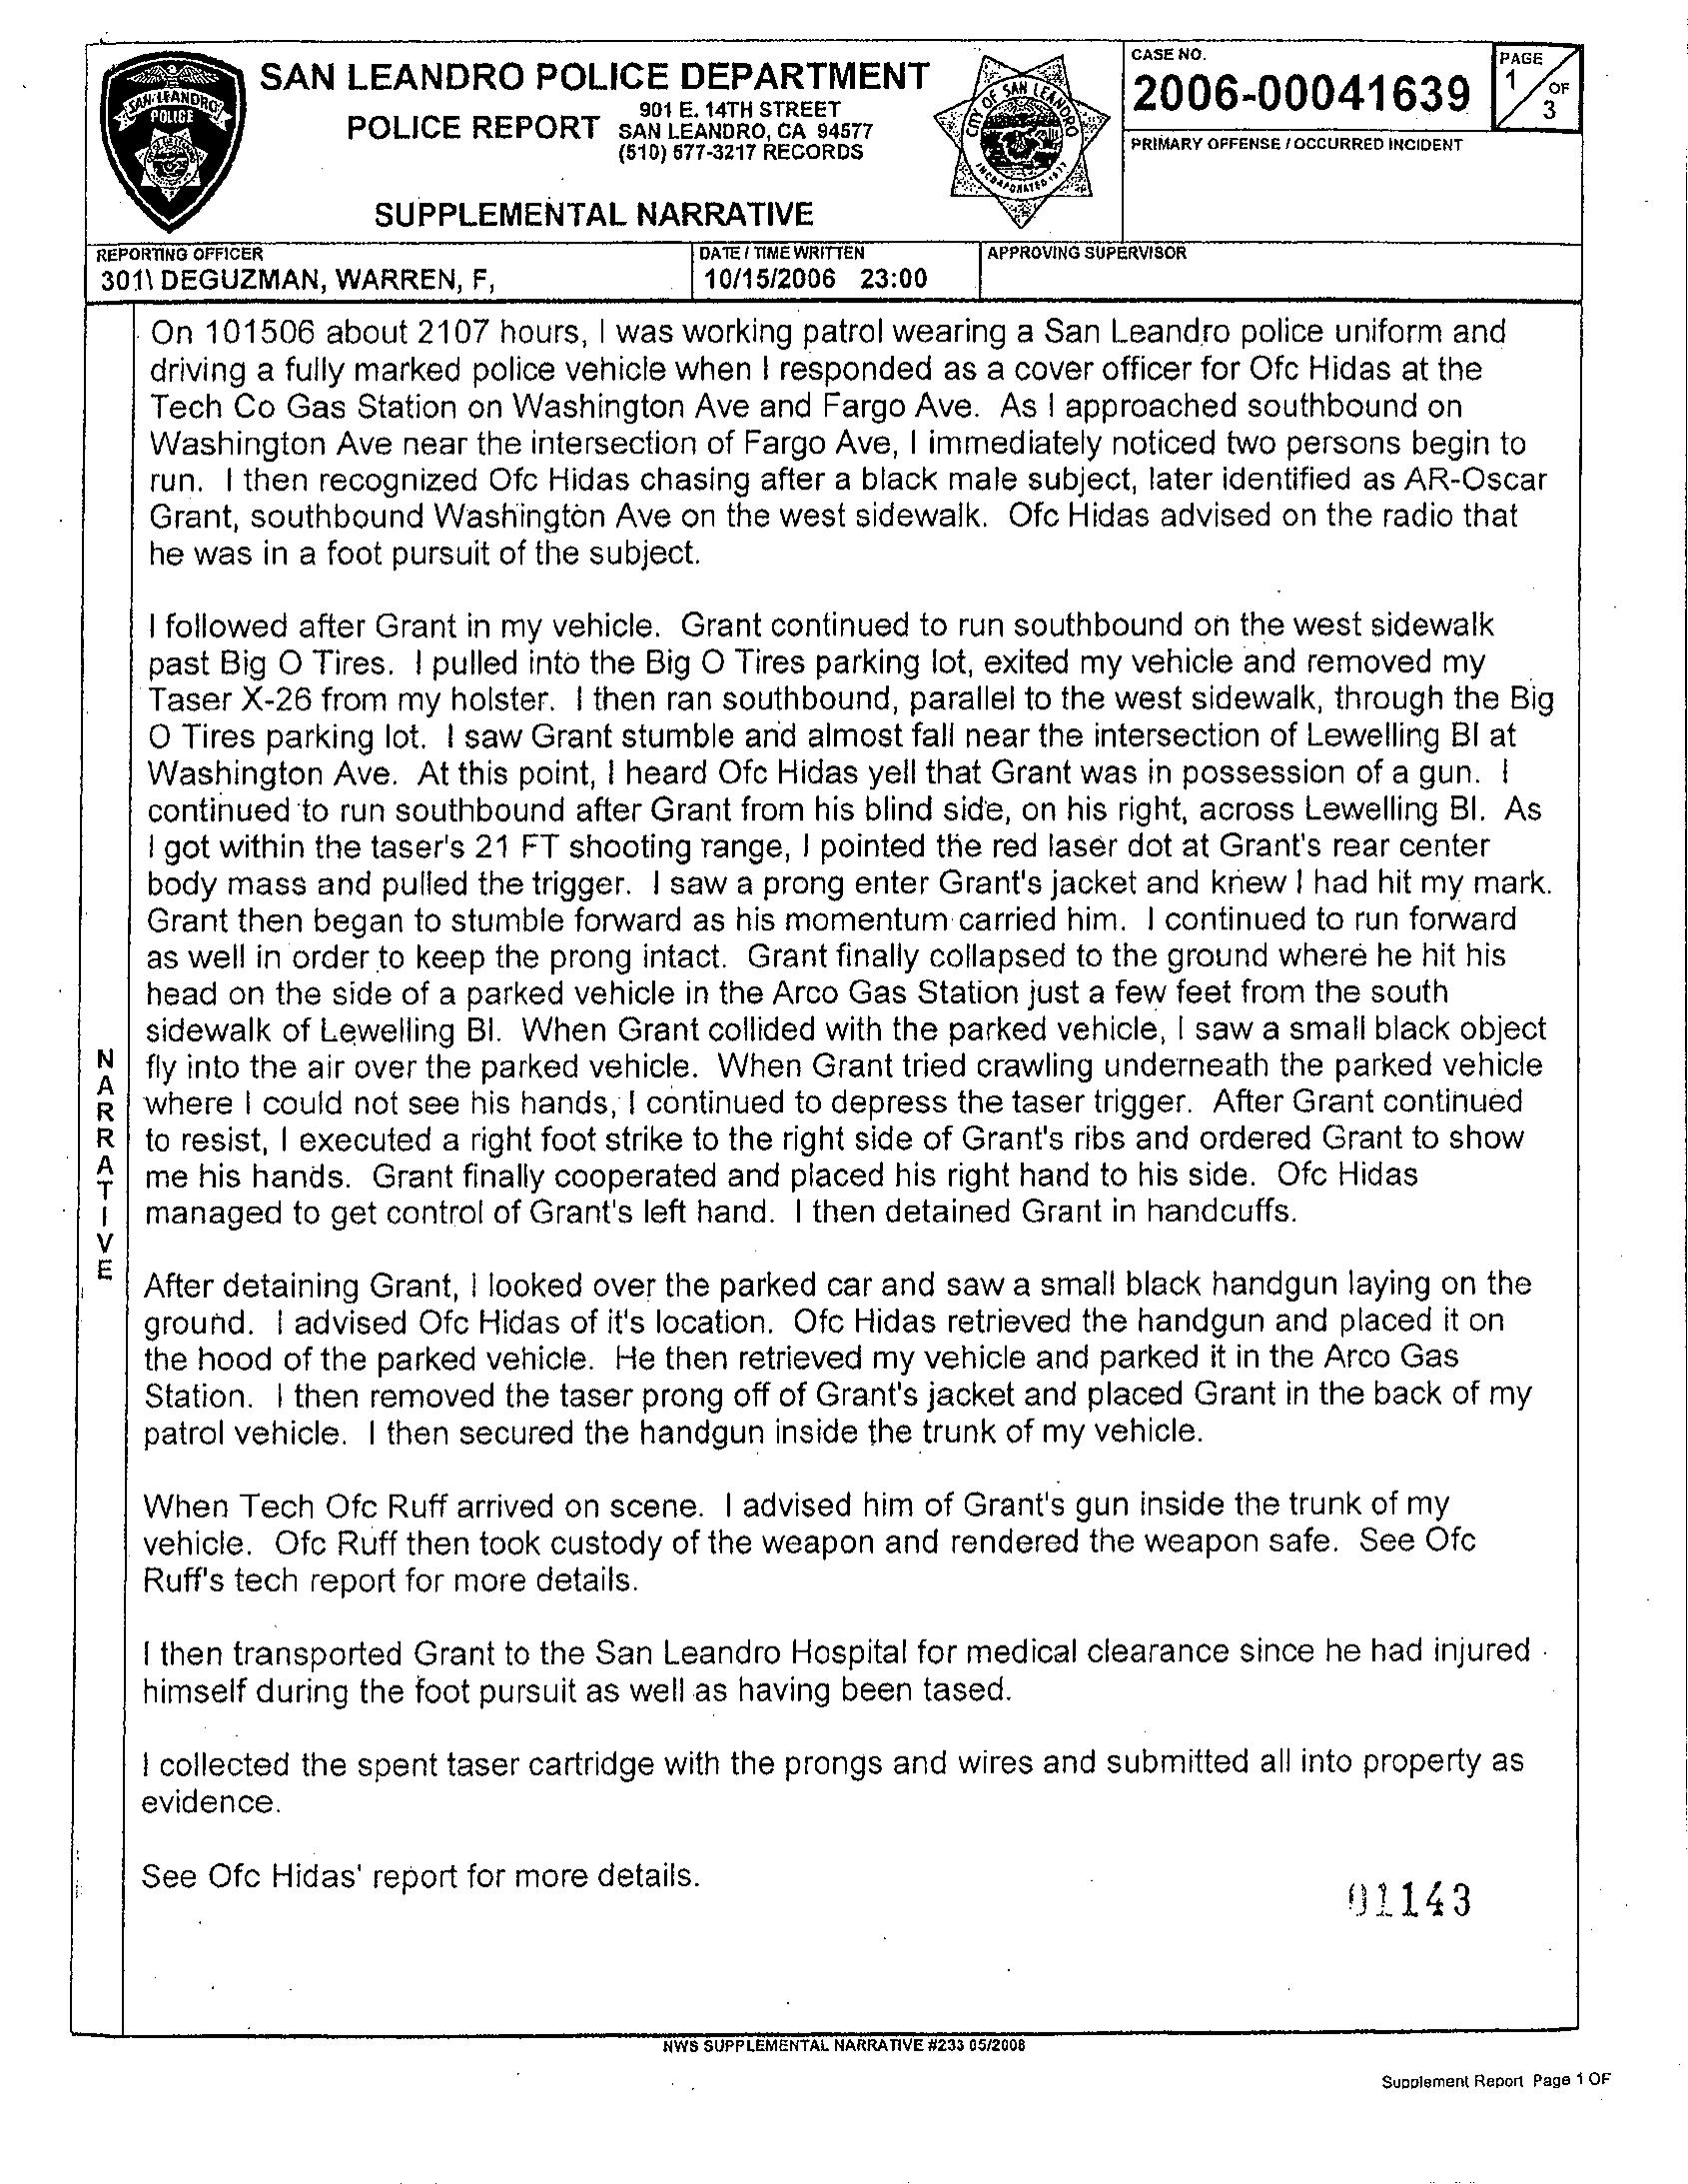 SAN LEANDRO POLICE DEPARTMENT
901 E. 14TH STREET
POLICE REPORT SAN LEANDRO, CA 94577
(510) 577-3217 RECORDS
SUPPLEMENTAL NARRATIVE
SAN LEANDRO
POLICE
CITY OF SAN LEANDRO
INCORPORATED
CASE NO.
2006-00041639
PAGE
1 OF
3
PRIMARY OFFENSE / OCCURRED INCIDENT
REPORTING OFFICER
301\ DEGUZMAN, WARREN, F,
DATE / TIME WRITTEN
10/15/2006 23:00
APPROVING SUPERVISOR
NARRATIVE
On 101506 about 2107 hours, I was working patrol wearing a San Leandro police uniform and
driving a fully marked police vehicle when I responded as a cover officer for Ofc Hidas at the
Tech Co Gas Station on Washington Ave and Fargo Ave. As I approached southbound on
Washington Ave near the intersection of Fargo Ave, I immediately noticed two persons begin to
run. I then recognized Ofc Hidas chasing after a black male subject, later identified as AR-Oscar
Grant, southbound Washington Ave on the west sidewalk. Ofc Hidas advised on the radio that
he was in a foot pursuit of the subject.
I followed after Grant in my vehicle. Grant continued to run southbound on the west sidewalk
past Big O Tires. I pulled into the Big O Tires parking lot, exited my vehicle and removed my
Taser X-26 from my holster. I then ran southbound, parallel to the west sidewalk, through the Big
O Tires parking lot. I saw Grant stumble and almost fall near the intersection of Lewelling Bl at
Washington Ave. At this point, I heard Ofc Hidas yell that Grant was in possession of a gun. I
continued to run southbound after Grant from his blind side, on his right, across Lewelling Bl. As
I got within the taser's 21 FT shooting range, I pointed the red laser dot at Grant's rear center
body mass and pulled the trigger. I saw a prong enter Grant's jacket and knew I had hit my mark.
Grant then began to stumble forward as his momentum carried him. I continued to run forward
as well in order to keep the prong intact. Grant finally collapsed to the ground where he hit his
head on the side of a parked vehicle in the Arco Gas Station just a few feet from the south
sidewalk of Lewelling Bl. When Grant collided with the parked vehicle, I saw a small black object
fly into the air over the parked vehicle. When Grant tried crawling underneath the parked vehicle
where I could not see his hands, I continued to depress the taser trigger. After Grant continued
to resist, I executed a right foot strike to the right side of Grant's ribs and ordered Grant to show
me his hands. Grant finally cooperated and placed his right hand to his side. Ofc Hidas
managed to get control of Grant's left hand. I then detained Grant in handcuffs.
After detaining Grant, I looked over the parked car and saw a small black handgun laying on the
ground. I advised Ofc Hidas of it's location. Ofc Hidas retrieved the handgun and placed it on
the hood of the parked vehicle. He then retrieved my vehicle and parked it in the Arco Gas
Station. I then removed the taser prong off of Grant's jacket and placed Grant in the back of my
patrol vehicle. I then secured the handgun inside the trunk of my vehicle.
When Tech Ofc Ruff arrived on scene. I advised him of Grant's gun inside the trunk of my
vehicle. Ofc Ruff then took custody of the weapon and rendered the weapon safe. See Ofc
Ruff's tech report for more details.
I then transported Grant to the San Leandro Hospital for medical clearance since he had injured
himself during the foot pursuit as well as having been tased.
I collected the spent taser cartridge with the prongs and wires and submitted all into property as
evidence.
See Ofc Hidas' report for more details.
01143
NWS SUPPLEMENTAL NARRATIVE #233 05/2006
Supplement Report Page 1 OF